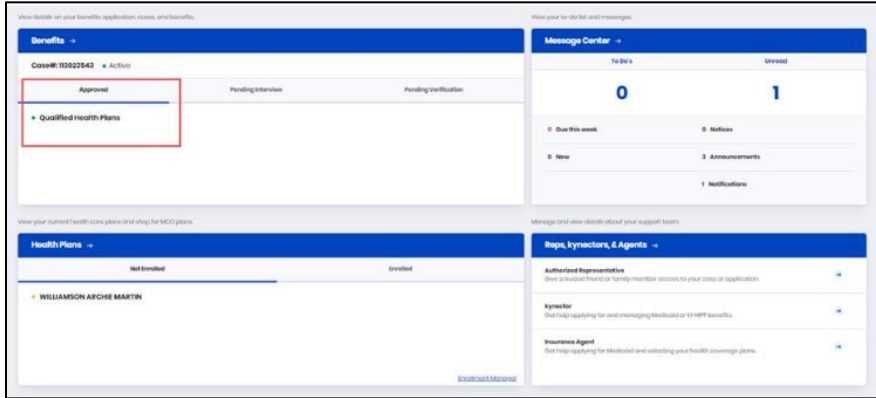 View details on your benefits application, cases, and benefits.
Benefits →
Case#: 113023543 • Active
Approved
Pending Interview
Pending Verification
Qualified Health Plans
View your to-do list and messages.
Message Center →
To Do's
Unread
0
1
0 Due this week
0 Notices
0 New
3 Announcements
1 Notifications
View your current health care plans and shop for MCO plans.
Health Plans →
Not Enrolled
Enrolled
WILLIAMSON ARCHIE MARTIN
Enrollment Manager
Manage and view details about your support team.
Reps, kynectors, & Agents →
Authorized Representative
Give a trusted friend or family member access to your case or application.
kynector
Get help applying for and managing Medicaid or KI-HIPP benefits.
Insurance Agent
Get help applying for Medicaid and selecting your health coverage plans.